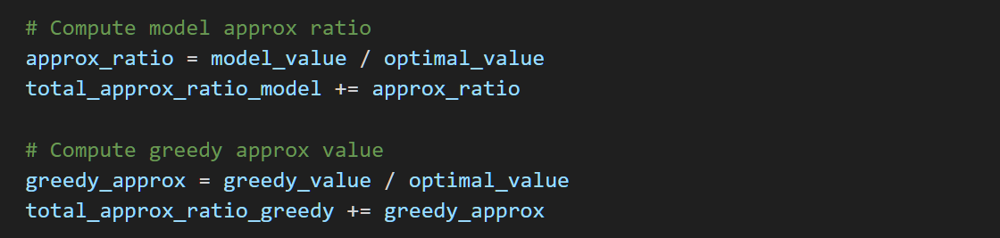 # Compute model approx ratio
approx_ratio = model_value / optimal_value
total_approx_ratio_model += approx_ratio
# Compute greedy approx value
greedy_approx = greedy_value / optimal_value
total_approx_ratio_greedy += greedy_approx